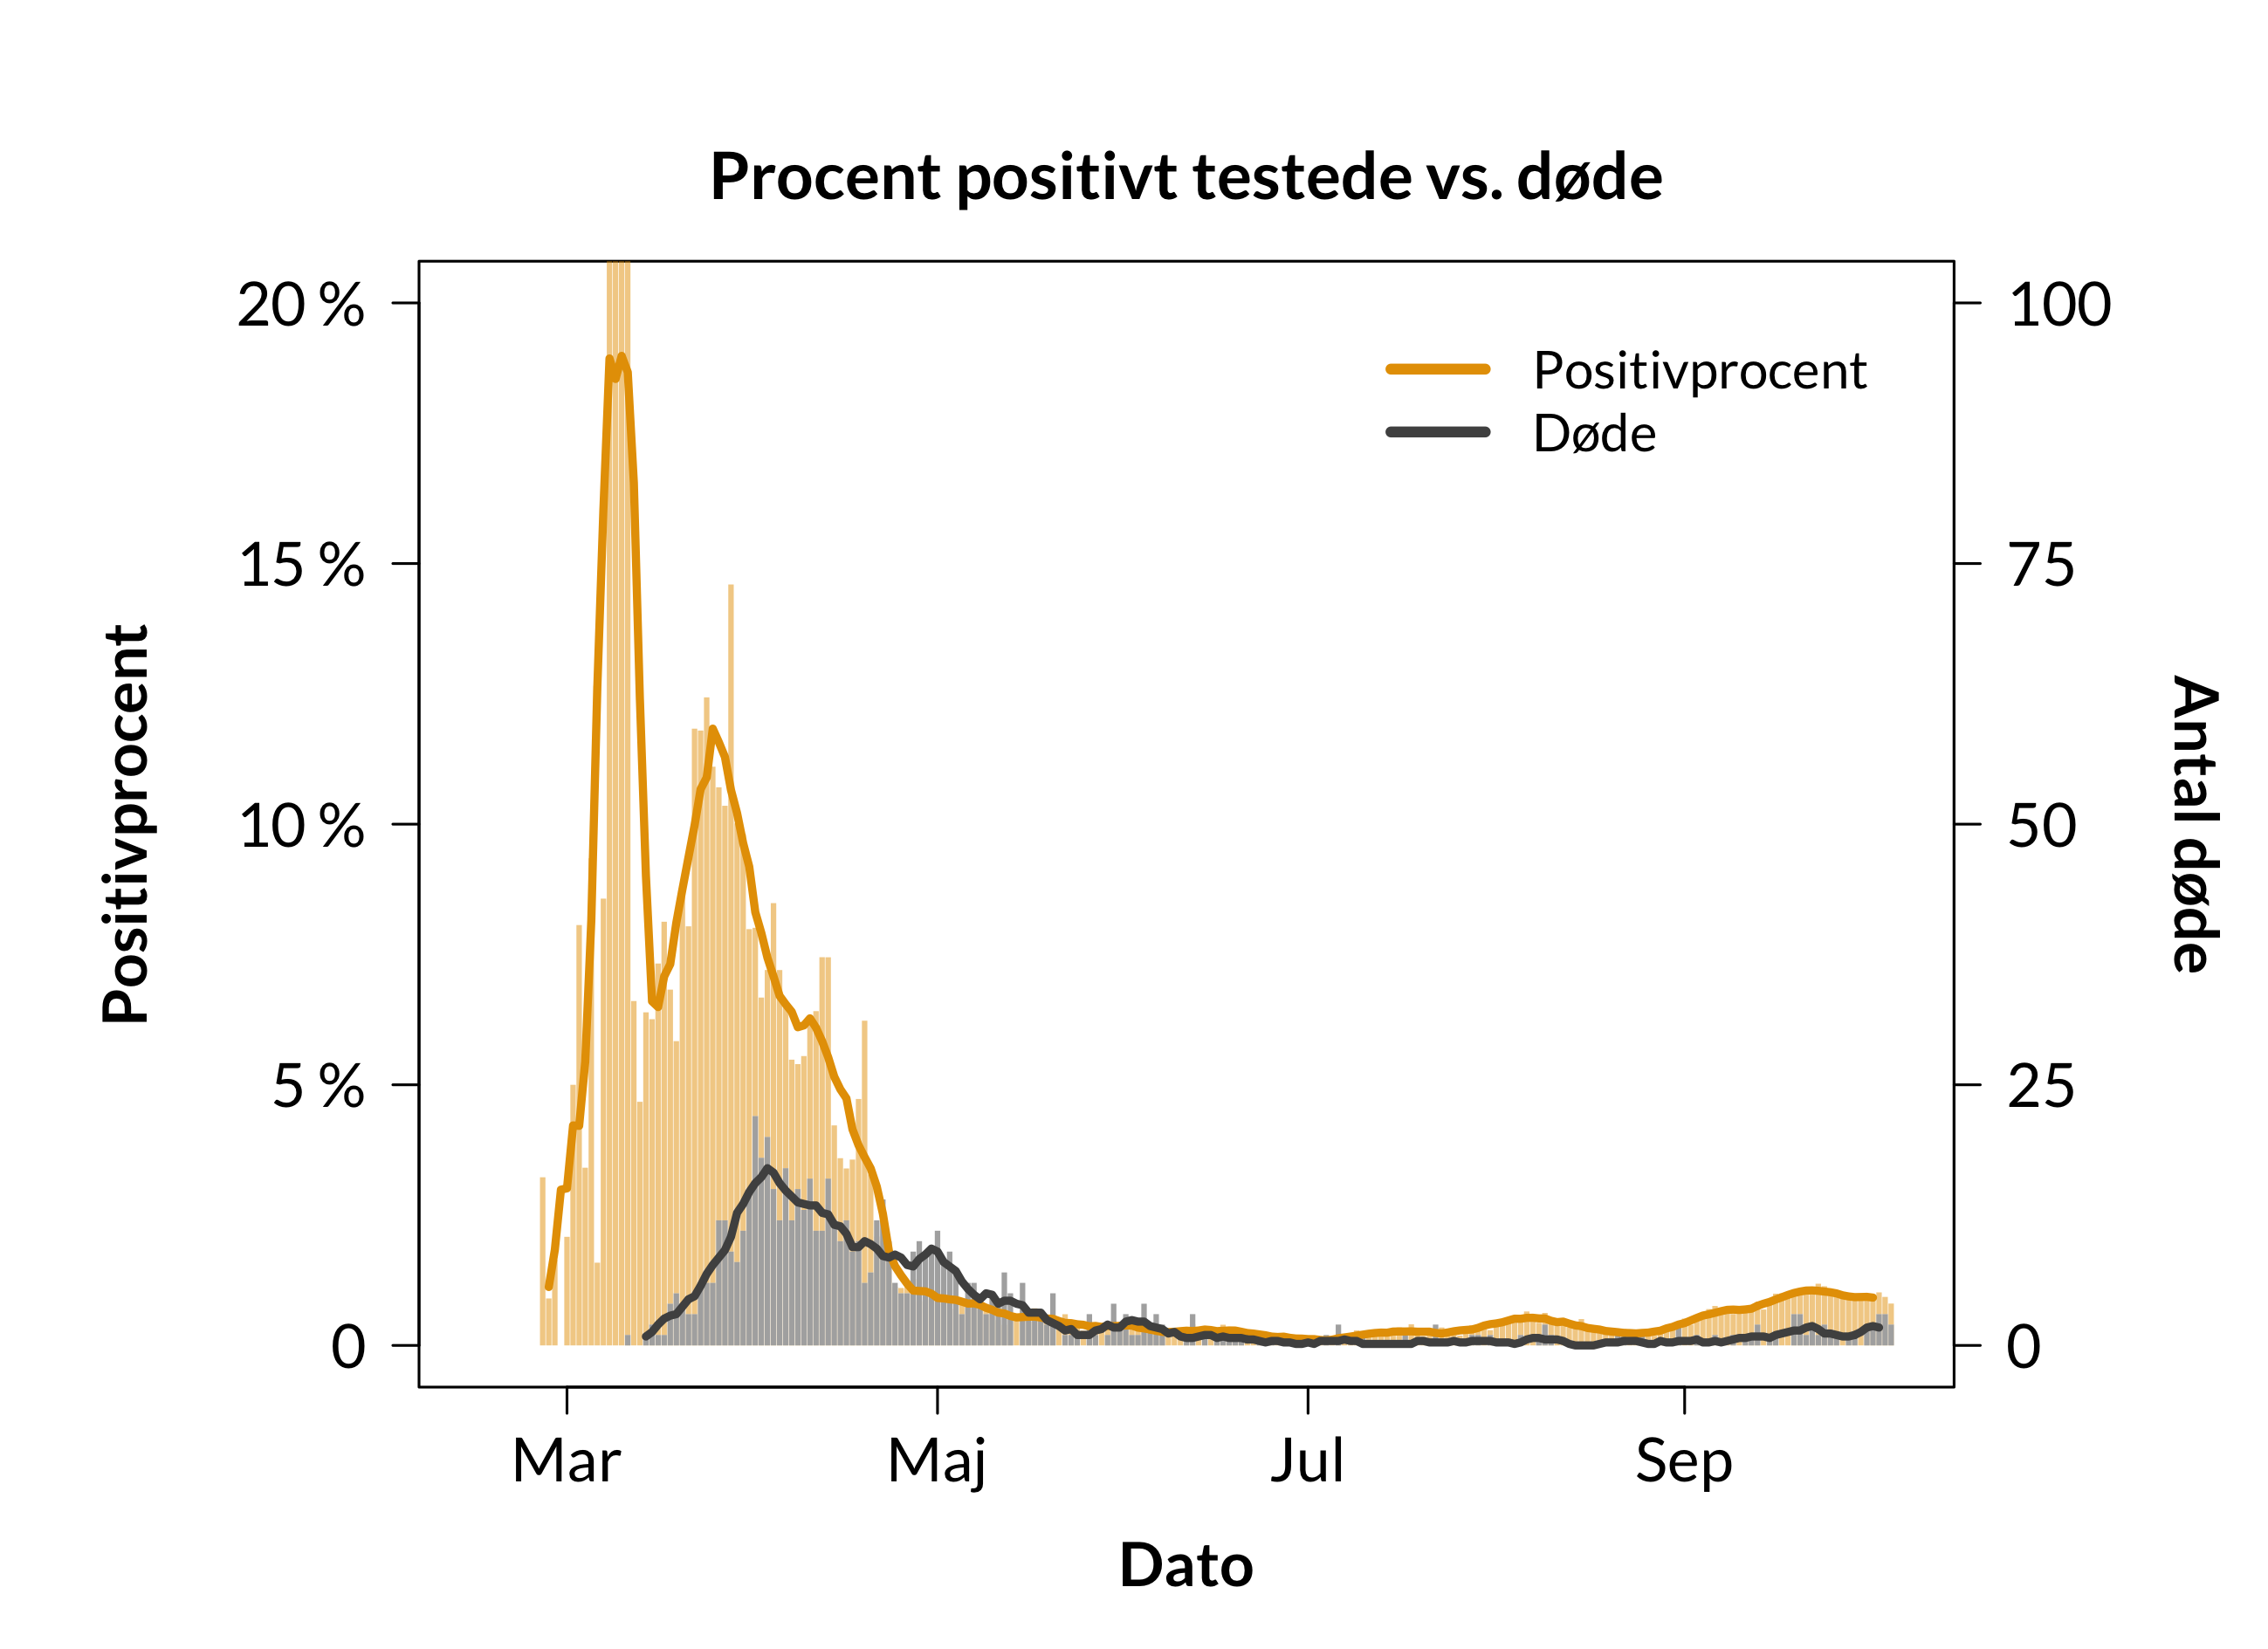 Procent positivt testede vs. døde
20 %
15 %
10 %
5 %
0
Positivprocent
100
75
50
25
0
Antal døde
Positivprocent
Døde
Mar
Maj
Jul
Sep
Dato